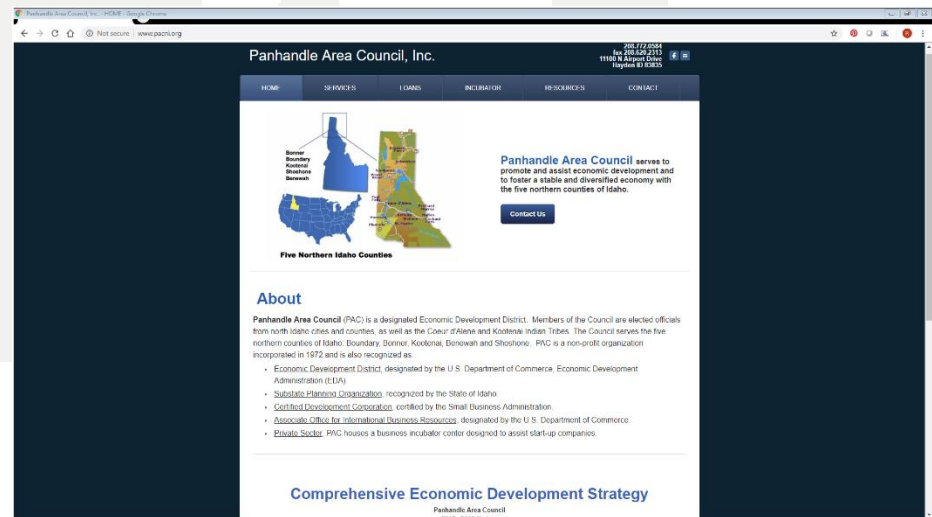 Panhandle Area Council, Inc. - HOME - Google Chrome
Not secure | www.pacni.org
Panhandle Area Council, Inc.
208.772.0584
fax 208.620.2313
11100 N Airport Drive
Hayden ID 83835
HOME SERVICES LOANS INCUBATOR RESOURCES CONTACT
Bonner
Boundary
Kootenai
Shoshone
Benewah
Five Northern Idaho Counties
Panhandle Area Council serves to
promote and assist economic development and
to foster a stable and diversified economy with
the five northern counties of Idaho.
Contact Us
About
Panhandle Area Council (PAC) is a designated Economic Development District. Members of the Council are elected officials
from north Idaho cities and counties, as well as the Coeur d'Alene and Kootenai Indian Tribes. The Council serves the five
northern counties of Idaho: Boundary, Bonner, Kootenai, Benewah and Shoshone. PAC is a non-profit organization
incorporated in 1972 and is also recognized as:
Economic Development District, designated by the U.S. Department of Commerce, Economic Development
Administration (EDA).
Substate Planning Organization, recognized by the State of Idaho.
Certified Development Corporation, certified by the Small Business Administration.
Associate Office for International Business Resources, designated by the U.S. Department of Commerce.
Private Sector, PAC houses a business incubator center designed to assist start-up companies.
Comprehensive Economic Development Strategy
Panhandle Area Council